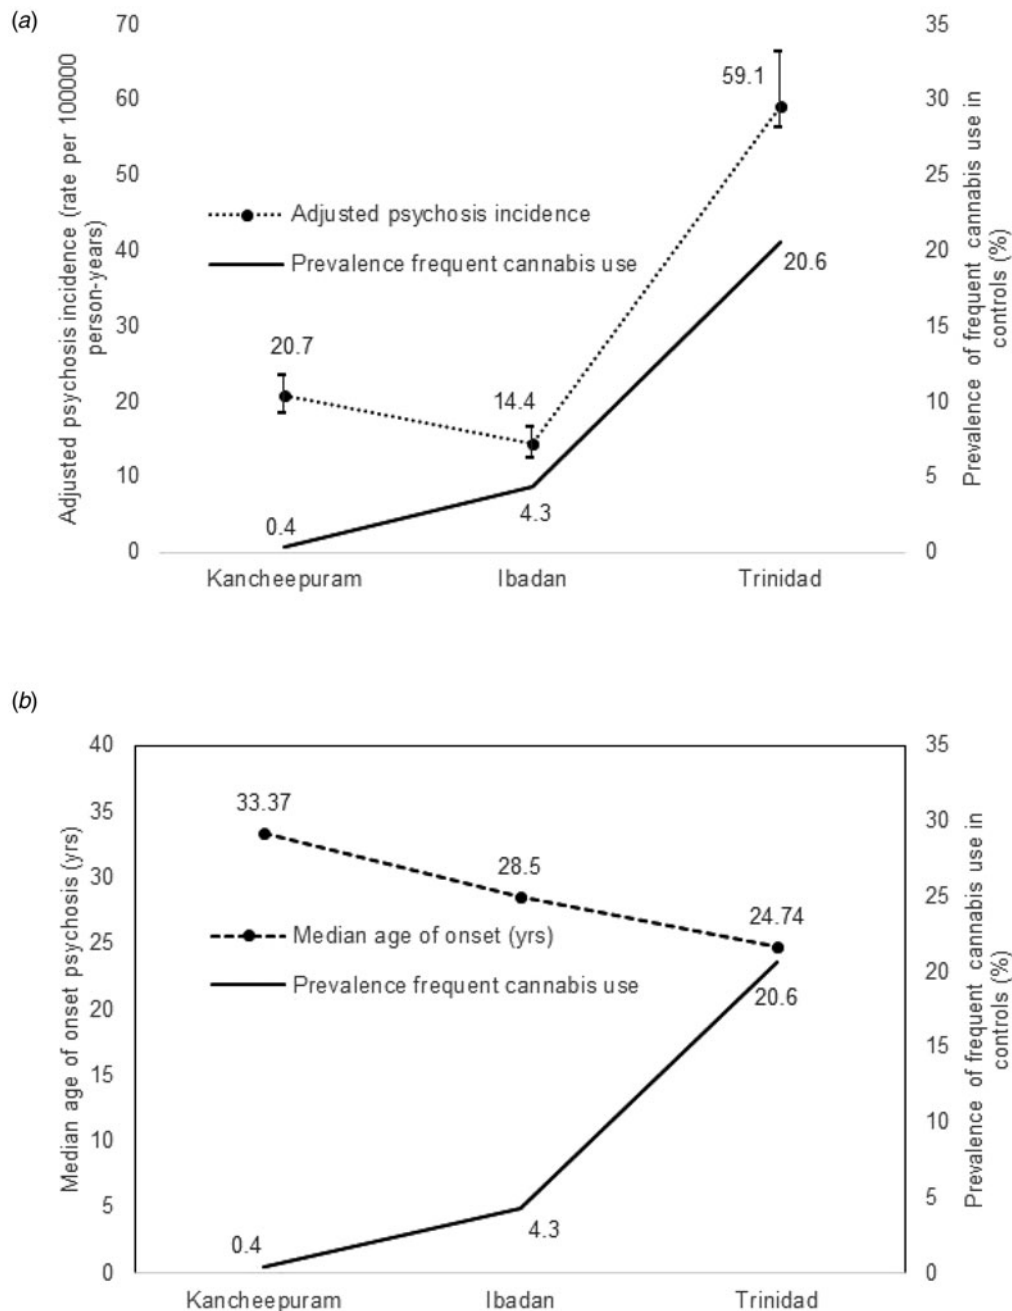 (a)
Adjusted psychosis incidence (rate per 100000
person-years)
70
60
50
40
30
20
10
0
Adjusted psychosis incidence
Prevalence frequent cannabis use
20.7
14.4
59.1
0.4
4.3
20.6
35
30
25
20
15
10
5
0
Prevalence of frequent cannabis use in
controls (%)
Kancheepuram
Ibadan
Trinidad
(b)
Median age of onset psychosis (yrs)
40
35
30
25
20
15
10
5
0
33.37
28.5
24.74
Median age of onset (yrs)
Prevalence frequent cannabis use
0.4
4.3
20.6
35
30
25
20
15
10
5
0
Prevalence of frequent cannabis use in
controls (%)
Kancheepuram
Ibadan
Trinidad